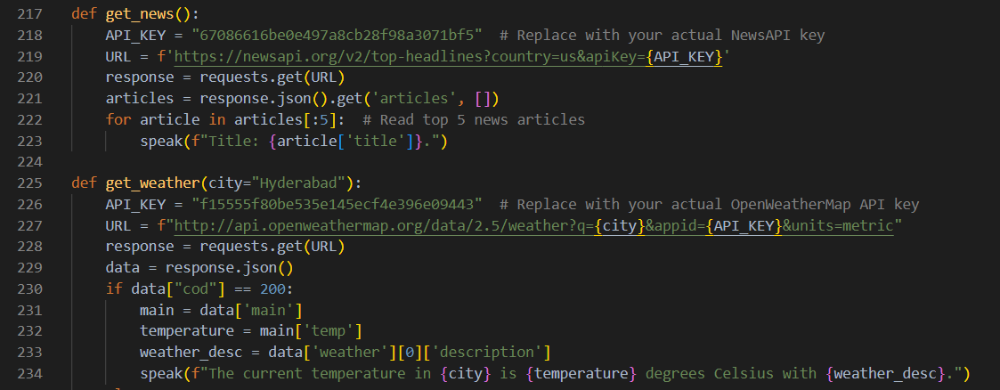 217 def get_news():
218     API_KEY = "67086616be0e497a8cb28f98a3071bf5"  # Replace with your actual NewsAPI key
219     URL = f'https://newsapi.org/v2/top-headlines?country=us&apiKey={API_KEY}'
220     response = requests.get(URL)
221     articles = response.json().get('articles', [])
222     for article in articles[:5]:  # Read top 5 news articles
223         speak(f"Title: {article['title']}.")
224
225 def get_weather(city="Hyderabad"):
226     API_KEY = "f15555f80be535e145ecf4e396e09443"  # Replace with your actual OpenWeatherMap API key
227     URL = f"http://api.openweathermap.org/data/2.5/weather?q={city}&appid={API_KEY}&units=metric"
228     response = requests.get(URL)
229     data = response.json()
230     if data["cod"] == 200:
231         main = data['main']
232         temperature = main['temp']
233         weather_desc = data['weather'][0]['description']
234         speak(f"The current temperature in {city} is {temperature} degrees Celsius with {weather_desc}.")